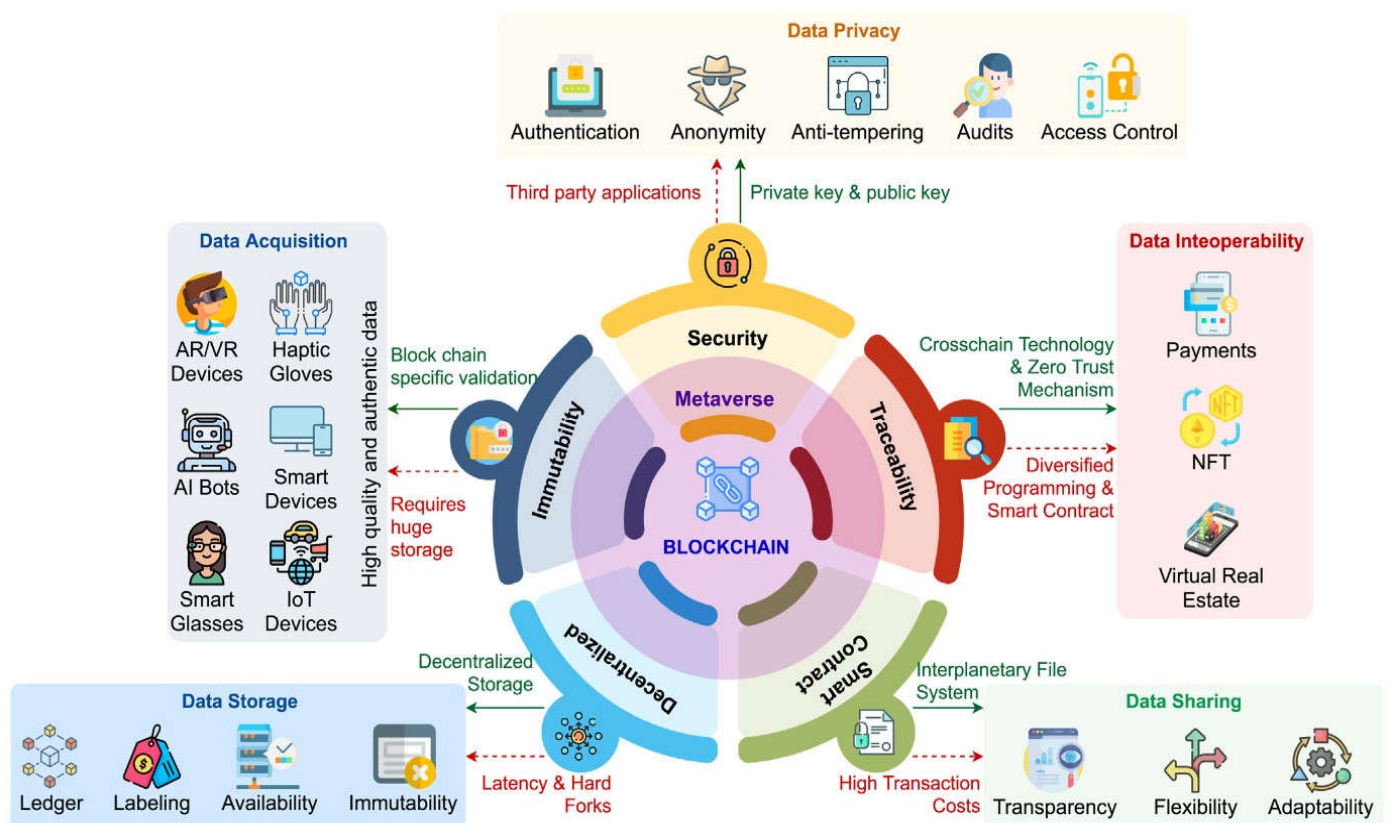 Data Privacy
Authentication
Anonymity
Anti-tempering
Audits
Access Control
Third party applications
Private key & public key
Data Acquisition
AR/VR
Devices
Haptic
Gloves
AI Bots
Smart
Devices
Smart
Glasses
IoT
Devices
High quality and authentic data
Block chain
specific validation
Requires
huge
storage
Security
Metaverse
BLOCKCHAIN
Immutability
Traceability
Decentralized
Smart
Contract
Crosschain Technology
& Zero Trust
Mechanism
Diversified
Programming &
Smart Contract
Data Inteoperability
Payments
NFT
NFT
Virtual Real
Estate
Decentralized
Storage
Latency & Hard
Forks
Data Storage
Ledger
Labeling
Availability
Immutability
Interplanetary File
System
High Transaction
Costs
Data Sharing
Transparency
Flexibility
Adaptability